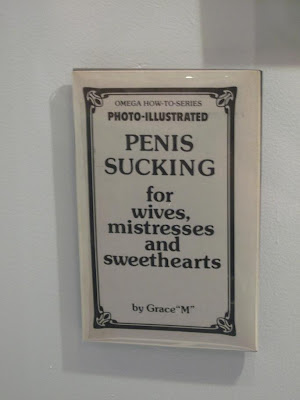 OMEGA HOW-TO-SERIES
PHOTO-ILLUSTRATED
PENIS
SUCKING
for
wives,
mistresses
and
sweethearts
by Grace"M"